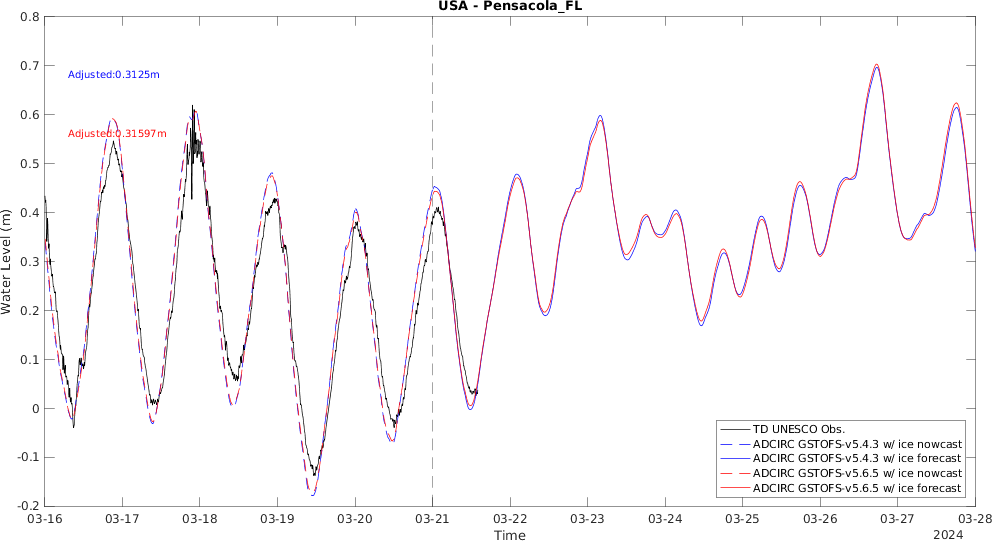 USA - Pensacola_FL
0.8
0.7
0.6
0.5
0.4
0.3
0.2
0.1
0
-0.1
-0.2
Water Level (m)
Adjusted:0.3125m
Adjusted:0.31597m
TD UNESCO Obs.
ADCIRC GSTOFS-v5.4.3 w/ ice nowcast
ADCIRC GSTOFS-v5.4.3 w/ ice forecast
ADCIRC GSTOFS-v5.6.5 w/ ice nowcast
ADCIRC GSTOFS-v5.6.5 w/ ice forecast
03-16 03-17 03-18 03-19 03-20 03-21 03-22 03-23 03-24 03-25 03-26 03-27 03-28
Time
2024